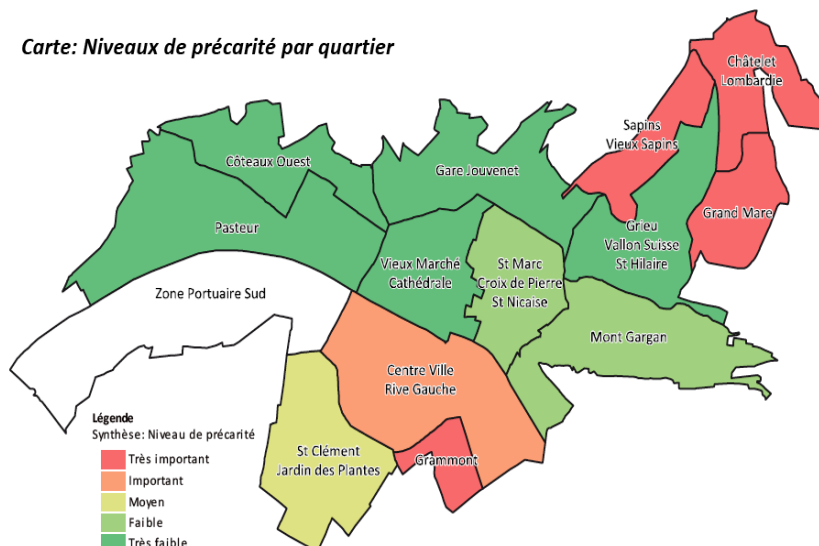 Carte: Niveaux de précarité par quartier
Châtelet
Lombardie
Sapins
Vieux Sapins
Côteaux Ouest
Gare Jouvenet
Grand Mare
Pasteur
Grieu
Vallon Suisse
St Hilaire
Vieux Marché
Cathédrale
St Marc
Croix de Pierre
St Nicaise
Zone Portuaire Sud
Mont Gargan
Centre Ville
Rive Gauche
St Clément
Jardin des Plantes
Grammont
Légende
Synthèse: Niveau de précarité
Très important
Important
Moyen
Faible
Très faible